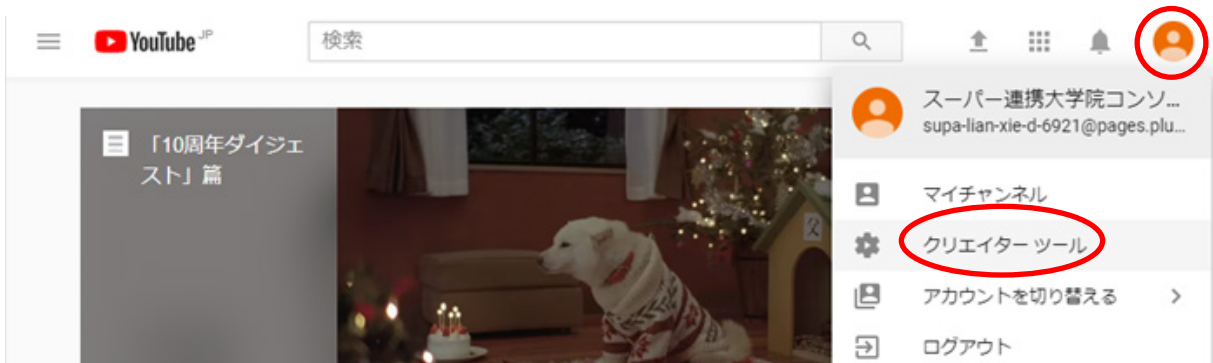 YouTube JP
検索
「10周年ダイジェ
スト」篇
スーパー連携大学院コンソ...
supa-lian-xie-d-6921@pages.plu...
マイチャンネル
クリエイター ツール
アカウントを切り替える
ログアウト
父